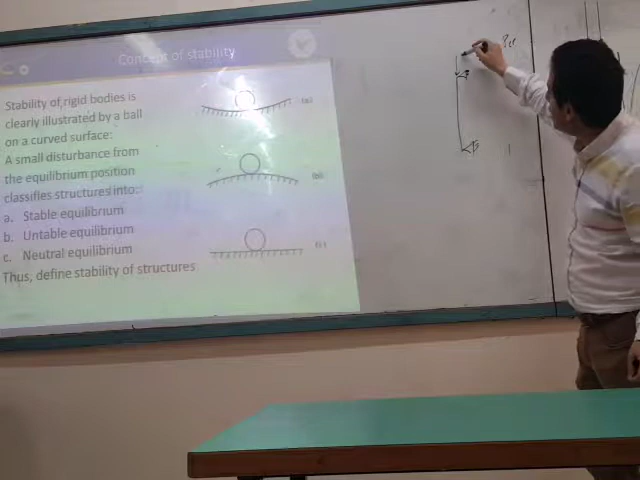 Concept of stability
Stability of rigid bodies is
clearly illustrated by a ball
on a curved surface:
A small disturbance from
the equilibrium position
classifies structures into:
a. Stable equilibrium
b. Untable equilibrium
c. Neutral equilibrium
Thus, define stability of structures
(a)
(b)
(c)